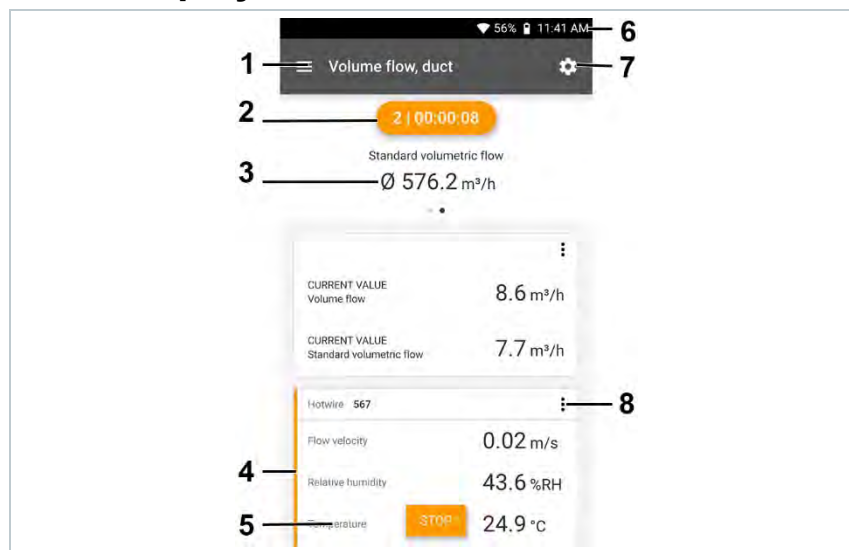 56% 11:41 AM 6
1 Volume flow, duct 7
2 2 | 00:00:08
Standard volumetric flow
3 Ø 576.2 m³/h
CURRENT VALUE
Volume flow 8.6 m³/h
CURRENT VALUE
Standard volumetric flow 7.7 m³/h
Hotwire 567 8
Flow velocity 0.02 m/s
4
Relative humidity 43.6 %RH
5 Temperature STOP 24.9 °C